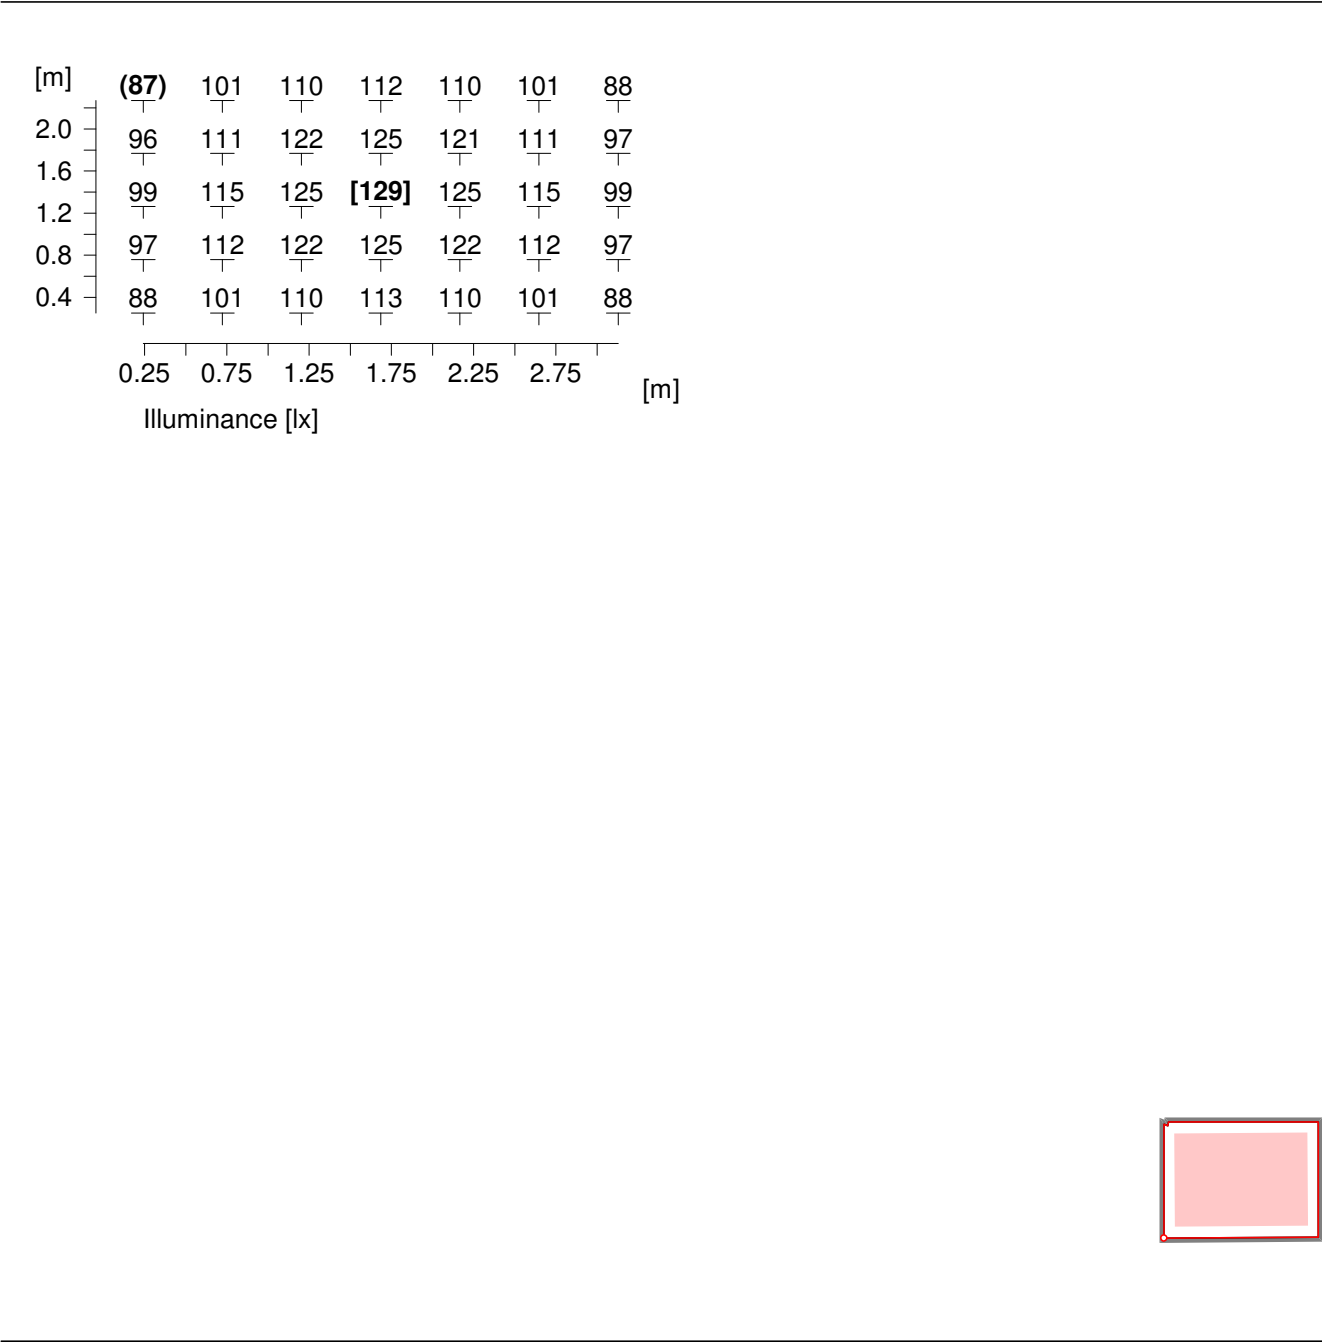 [m] (87) 101 110 112 110 101 88
2.0 96 111 122 125 121 111 97
1.6
99 115 125 [129] 125 115 99
1.2
0.8 97 112 122 125 122 112 97
0.4 88 101 110 113 110 101 88
0.25 0.75 1.25 1.75 2.25 2.75
[m]
Illuminance [lx]